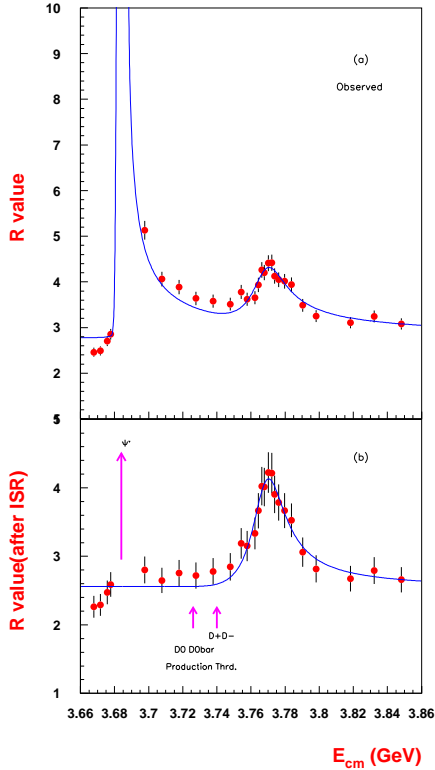 10
9
8
7
6
5
4
3
2
1
R value
(a)
Observed
5
4
3
2
1
R value(after ISR)
ψ'
(b)
D+D−
D0 D0bar
Production Thrd.
3.66 3.68 3.7 3.72 3.74 3.76 3.78 3.8 3.82 3.84 3.86
E_cm (GeV)